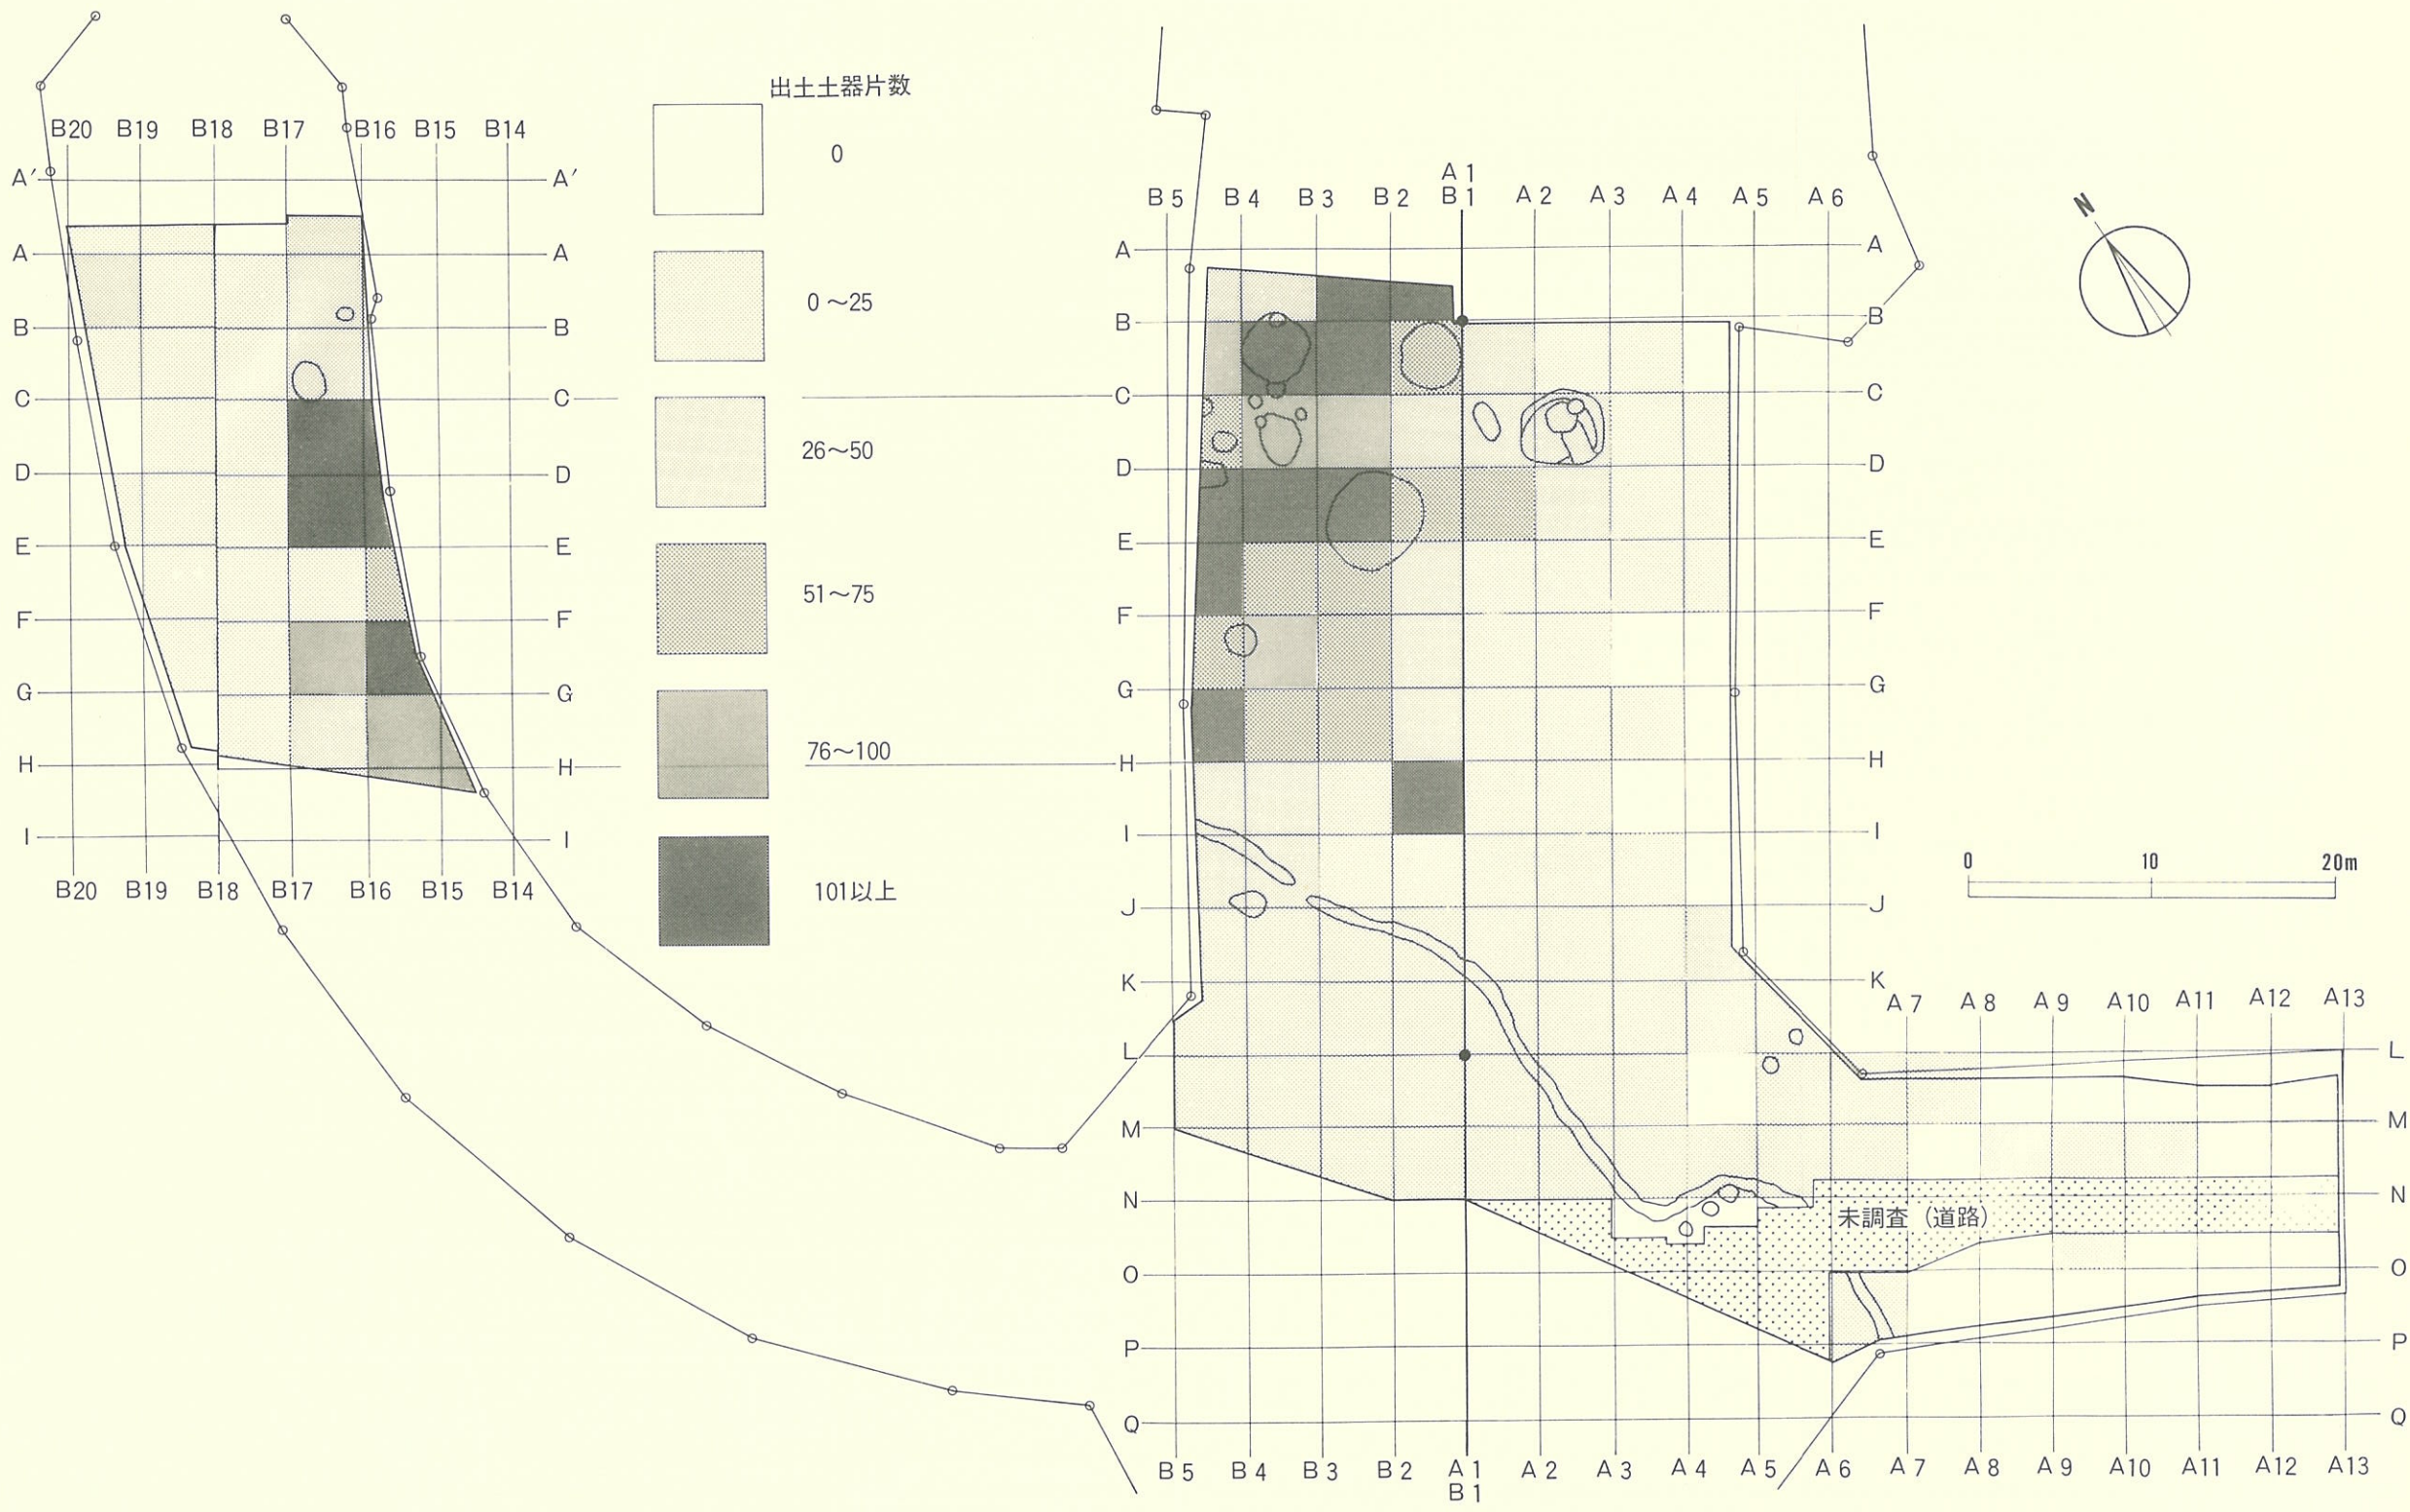 出土土器片数
0
0～25
26～50
51～75
76～100
101以上
B20 B19 B18 B17 B16 B15 B14
A′ A′
A A
B B
C C
D D
E E
F F
G G
H H
I I
B20 B19 B18 B17 B16 B15 B14
A1
B5 B4 B3 B2 B1 A2 A3 A4 A5 A6
A A
B B
C C
D D
E E
F F
G G
H H
I I
J J
K K
A7 A8 A9 A10 A11 A12 A13
L L
M M
N N
未調査（道路）
O O
P P
Q Q
B5 B4 B3 B2 A1 A2 A3 A4 A5 A6 A7 A8 A9 A10 A11 A12 A13
B1
N
0 10 20m